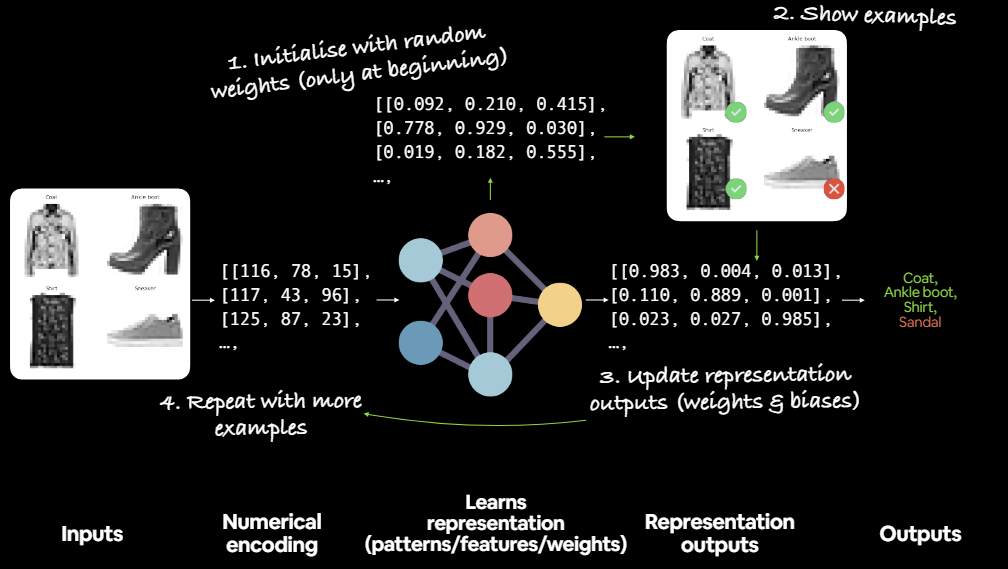 2. Show examples
1. Initialise with random
weights (only at beginning)
[[0.092, 0.210, 0.415],
[0.778, 0.929, 0.030],
[0.019, 0.182, 0.555],
…,
Coat
Ankle boot
Shirt
Sneaker
Coat
Ankle boot
Shirt
Sneaker
[[116, 78, 15],
[117, 43, 96],
[125, 87, 23],
…,
[[0.983, 0.004, 0.013],
[0.110, 0.889, 0.001],
[0.023, 0.027, 0.985],
…,
Coat,
Ankle boot,
Shirt,
Sandal
3. Update representation
outputs (weights & biases)
4. Repeat with more
examples
Inputs
Numerical
encoding
Learns
representation
(patterns/features/weights)
Representation
outputs
Outputs